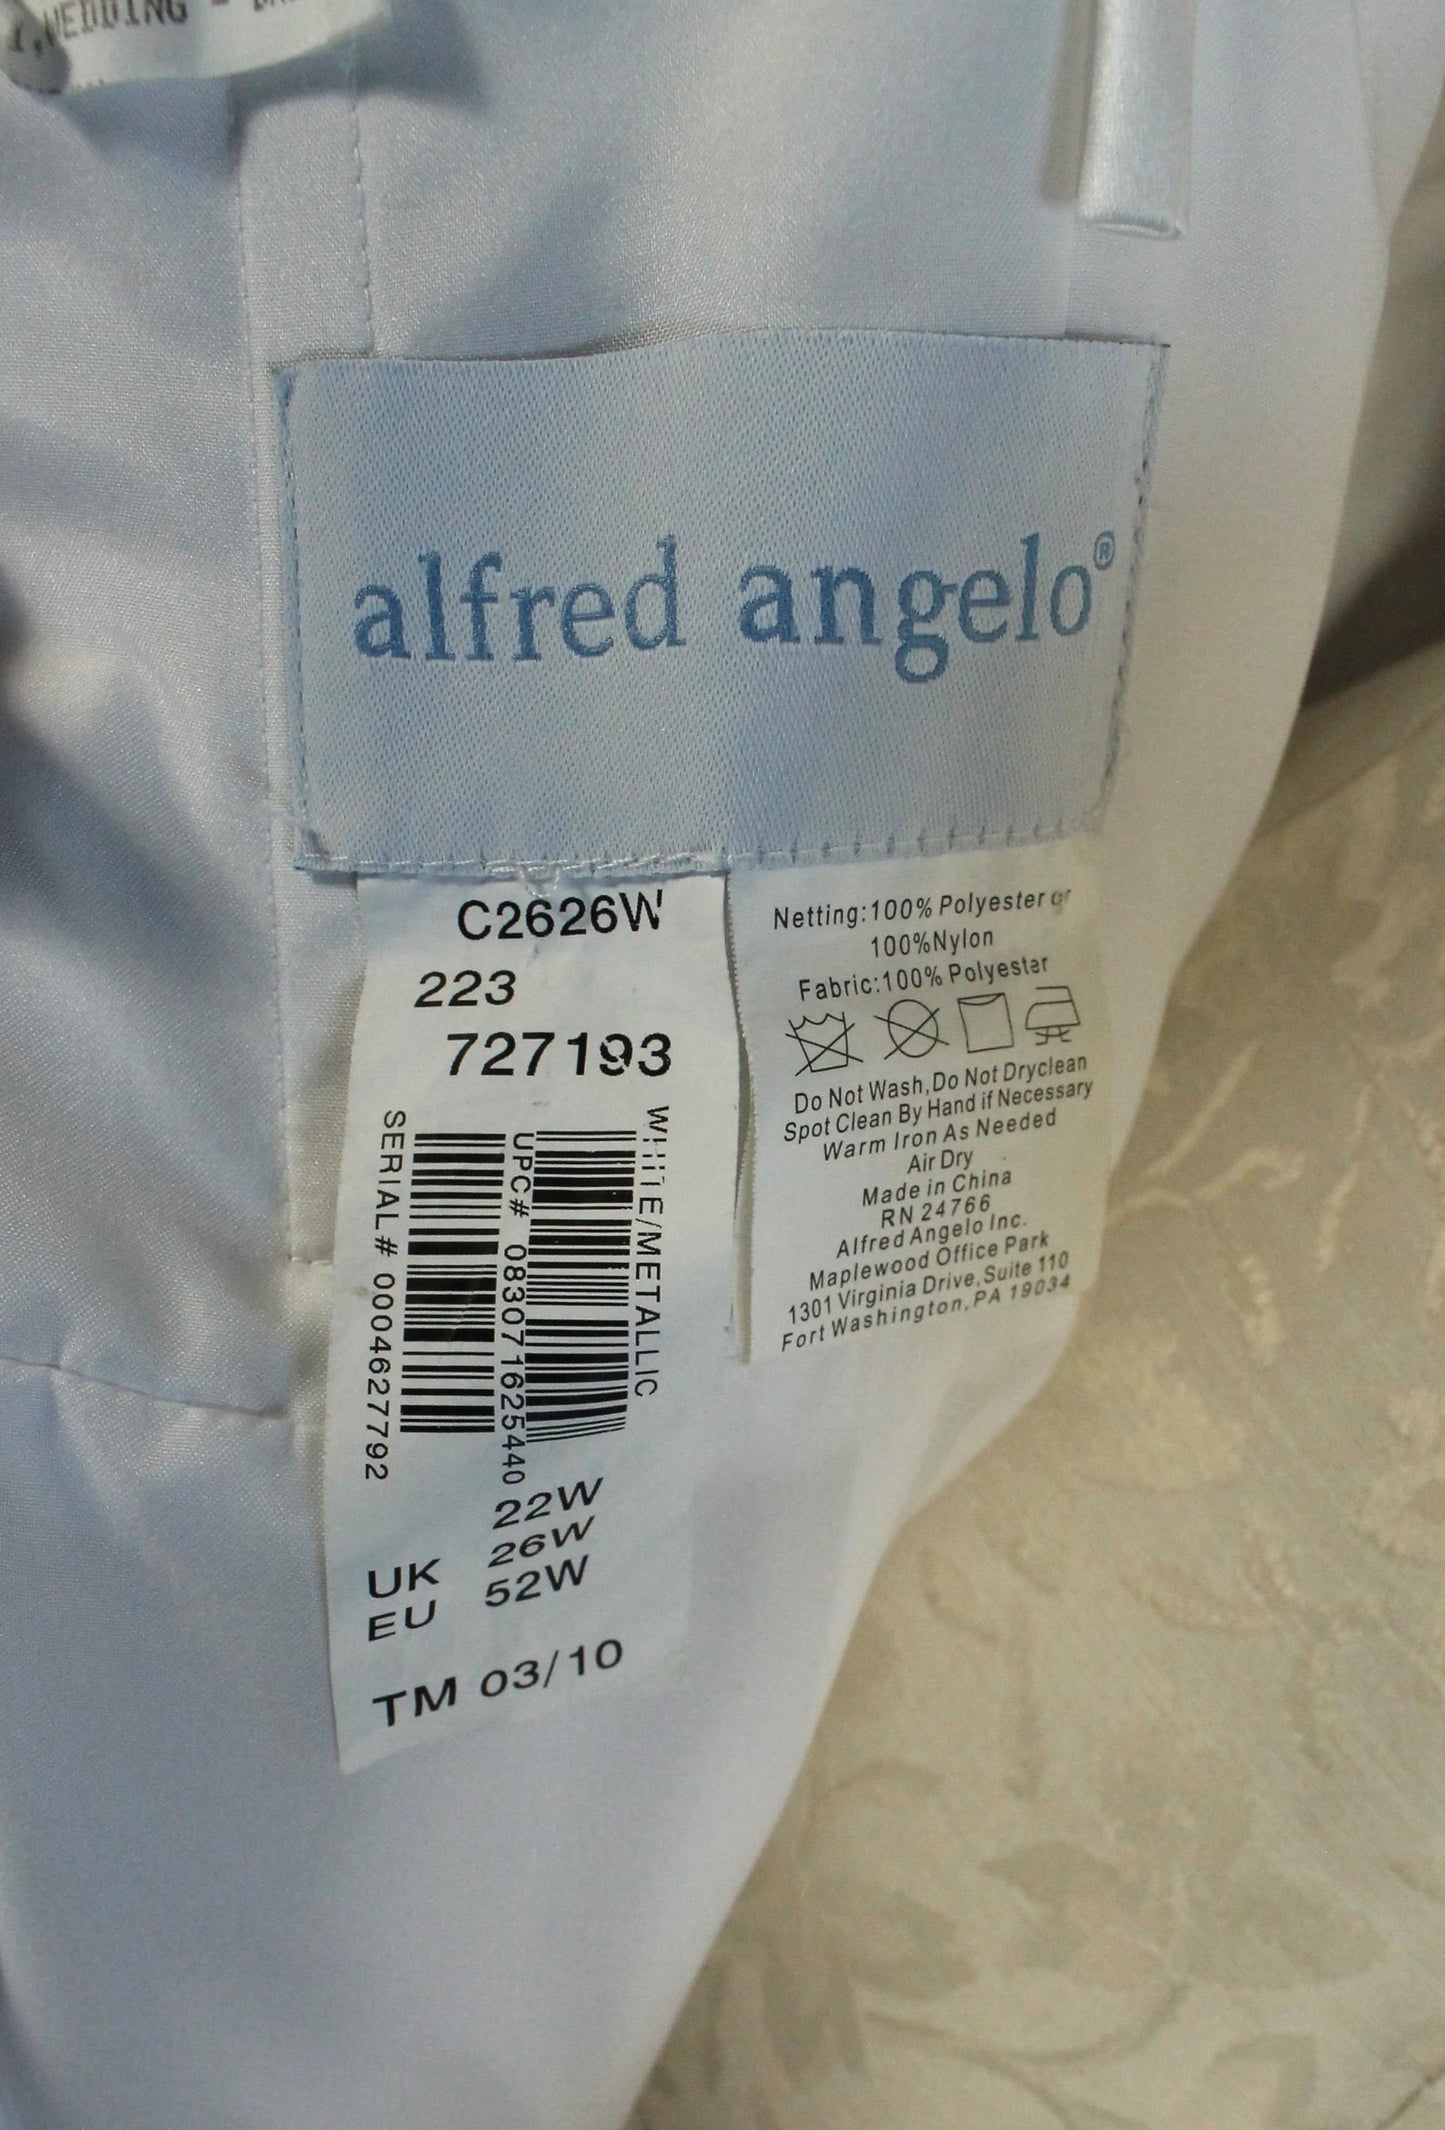 WEDDING -
alfred angelo®
C2626W
223
727193
WHITE/METALLIC
UPC# 083071625440
SERIAL# 0004627792
22W
UK 26W
EU 52W
TM 03/10
Netting:100% Polyester or
100%Nylon
Fabric:100% Polyester
Do Not Wash,Do Not Dryclean
Spot Clean By Hand if Necessary
Warm Iron As Needed
Air Dry
Made in China
RN 24766
Alfred Angelo Inc.
Maplewood Office Park
1301 Virginia Drive,Suite 110
Fort Washington,PA 19034